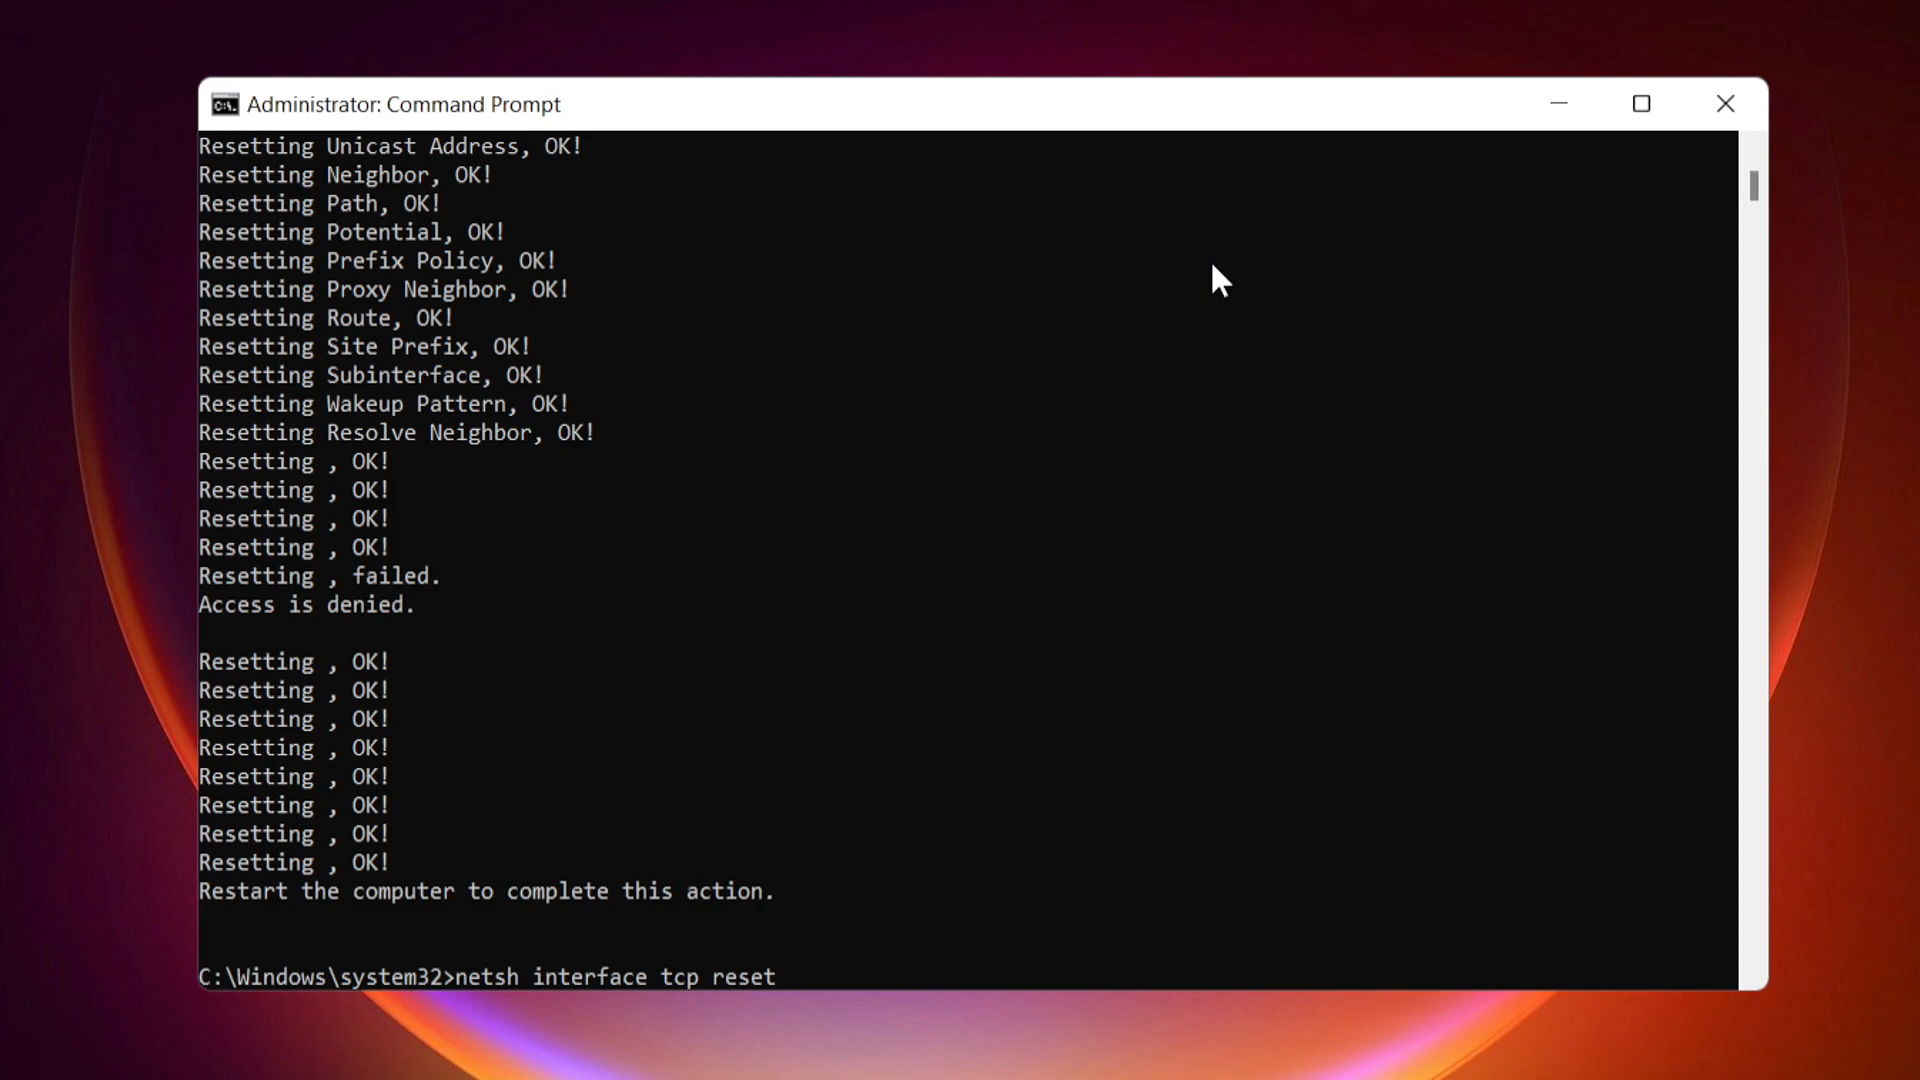 Administrator: Command Prompt
Resetting Unicast Address, OK!
Resetting Neighbor, OK!
Resetting Path, OK!
Resetting Potential, OK!
Resetting Prefix Policy, OK!
Resetting Proxy Neighbor, OK!
Resetting Route, OK!
Resetting Site Prefix, OK!
Resetting Subinterface, OK!
Resetting Wakeup Pattern, OK!
Resetting Resolve Neighbor, OK!
Resetting , OK!
Resetting , OK!
Resetting , OK!
Resetting , OK!
Resetting , failed.
Access is denied.
Resetting , OK!
Resetting , OK!
Resetting , OK!
Resetting , OK!
Resetting , OK!
Resetting , OK!
Resetting , OK!
Resetting , OK!
Restart the computer to complete this action.
C:\Windows\system32>netsh interface tcp reset